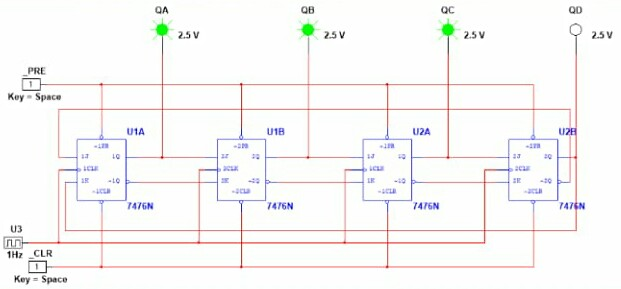 QA
QB
QC
QD
2.5 V
2.5 V
2.5 V
2.5 V
_PRE
1
Key = Space
U1A
U1B
U2A
U2B
~1PR
~2PR
~1PR
~2PR
1J
1Q
2J
2Q
1J
1Q
2J
2Q
1CLK
2CLK
1CLK
2CLK
1K
~1Q
2K
~2Q
1K
~1Q
2K
~2Q
~1CLR
~2CLR
~1CLR
~2CLR
7476N
7476N
7476N
7476N
U3
1Hz
_CLR
1
Key = Space